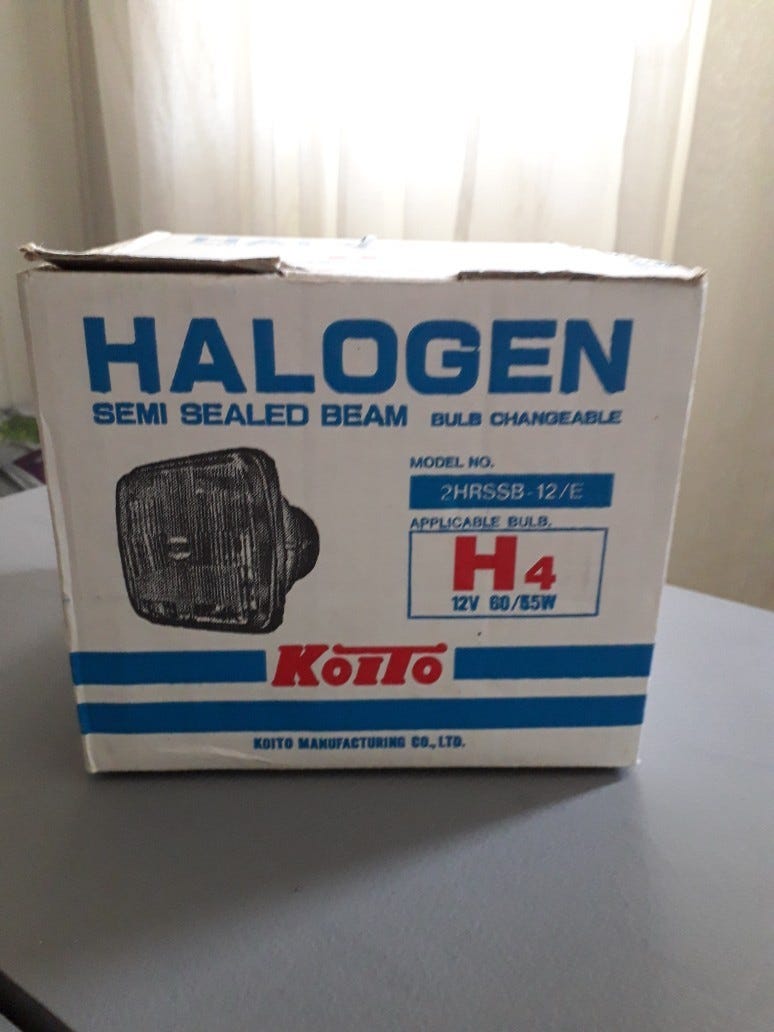 HALOGEN
SEMI SEALED BEAM BULB CHANGEABLE
MODEL NO.
2HRSSB-12/E
APPLICABLE BULB.
H4
12V 60/55W
KOITO
KOITO MANUFACTURING CO., LTD.